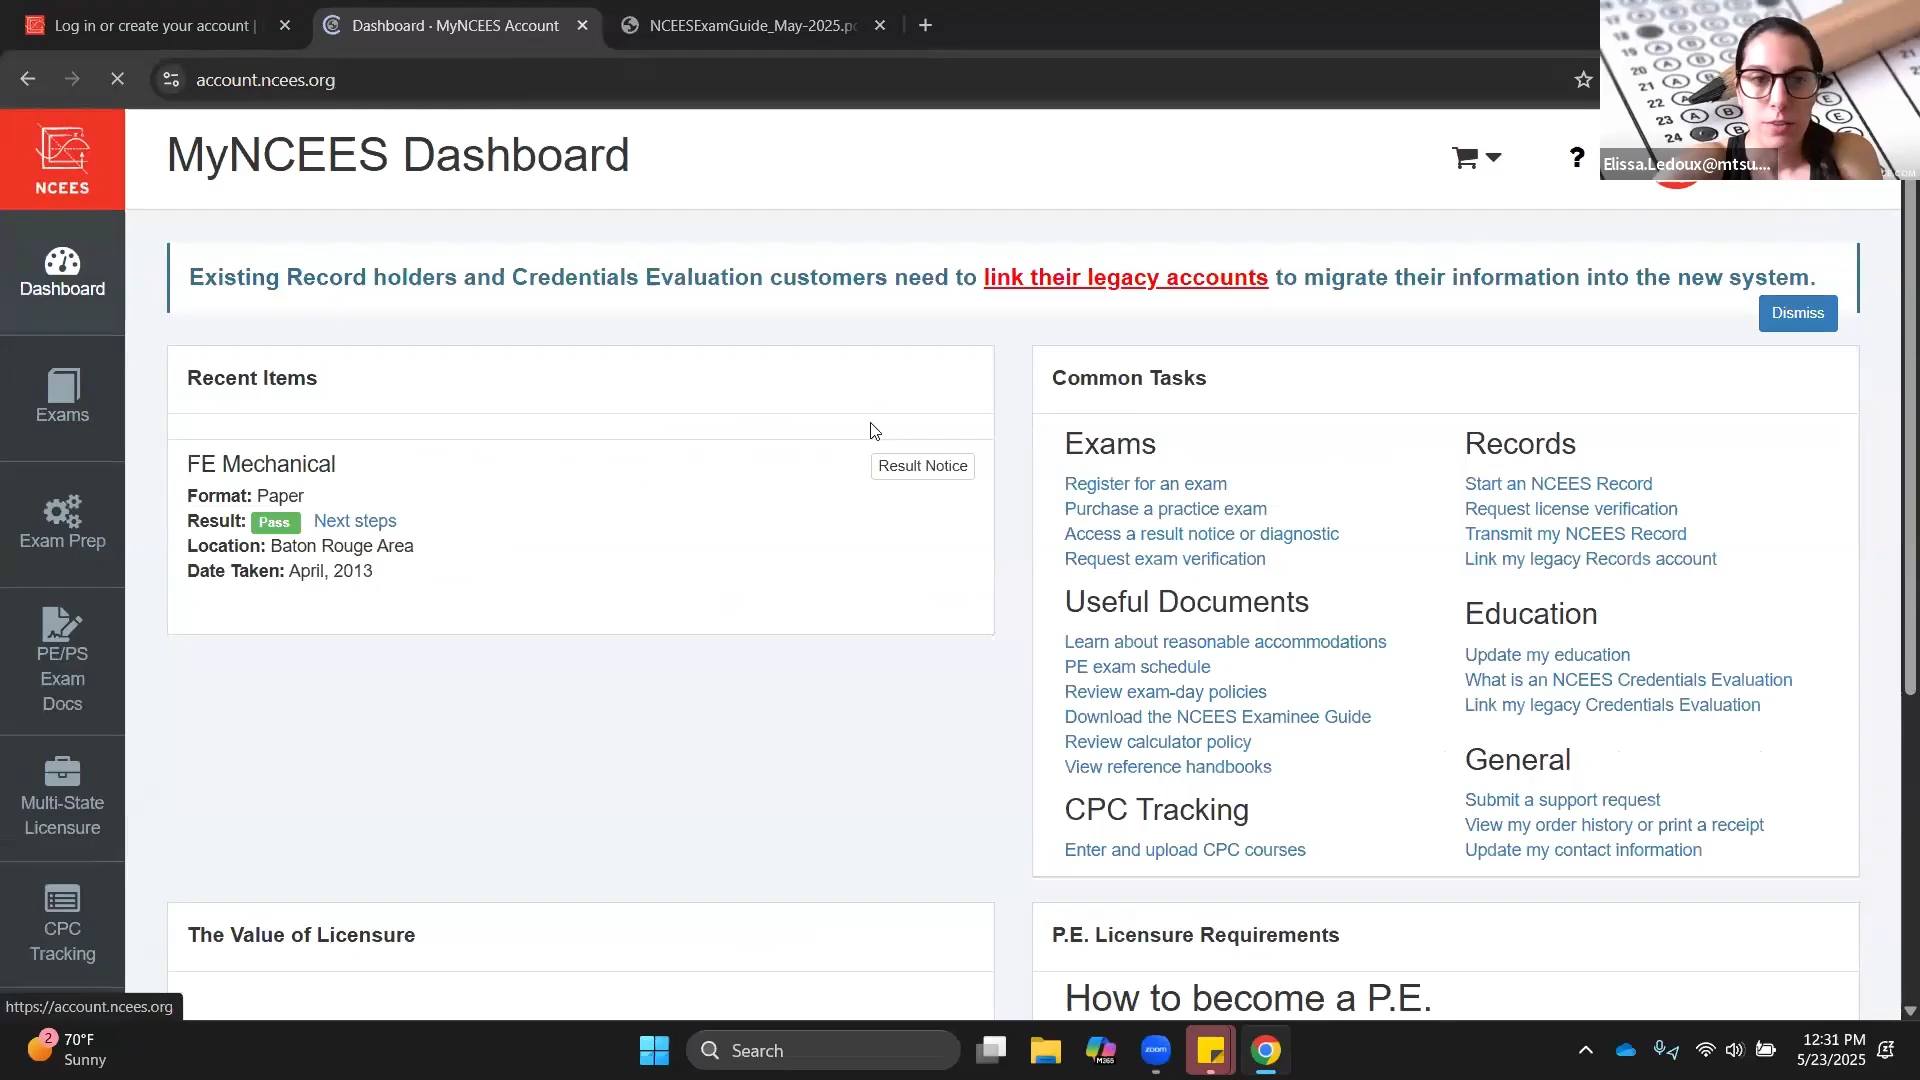 Log in or create your account |
Dashboard · MyNCEES Account
NCEESExamGuide_May-2025.p
account.ncees.org
NCEES
MyNCEES Dashboard
?
Elissa.Ledoux@mtsu....
Dashboard
Exams
Exam Prep
PE/PS
Exam
Docs
Multi-State
Licensure
CPC
Tracking
Existing Record holders and Credentials Evaluation customers need to link their legacy accounts to migrate their information into the new system.
Dismiss
Recent Items
FE Mechanical
Result Notice
Format: Paper
Result: Pass Next steps
Location: Baton Rouge Area
Date Taken: April, 2013
Common Tasks
Exams
Register for an exam
Purchase a practice exam
Access a result notice or diagnostic
Request exam verification
Useful Documents
Learn about reasonable accommodations
PE exam schedule
Review exam-day policies
Download the NCEES Examinee Guide
Review calculator policy
View reference handbooks
CPC Tracking
Enter and upload CPC courses
Records
Start an NCEES Record
Request license verification
Transmit my NCEES Record
Link my legacy Records account
Education
Update my education
What is an NCEES Credentials Evaluation
Link my legacy Credentials Evaluation
General
Submit a support request
View my order history or print a receipt
Update my contact information
The Value of Licensure
P.E. Licensure Requirements
How to become a P.E.
https://account.ncees.org
2
70°F
Sunny
Search
M365
zoom
12:31 PM
5/23/2025